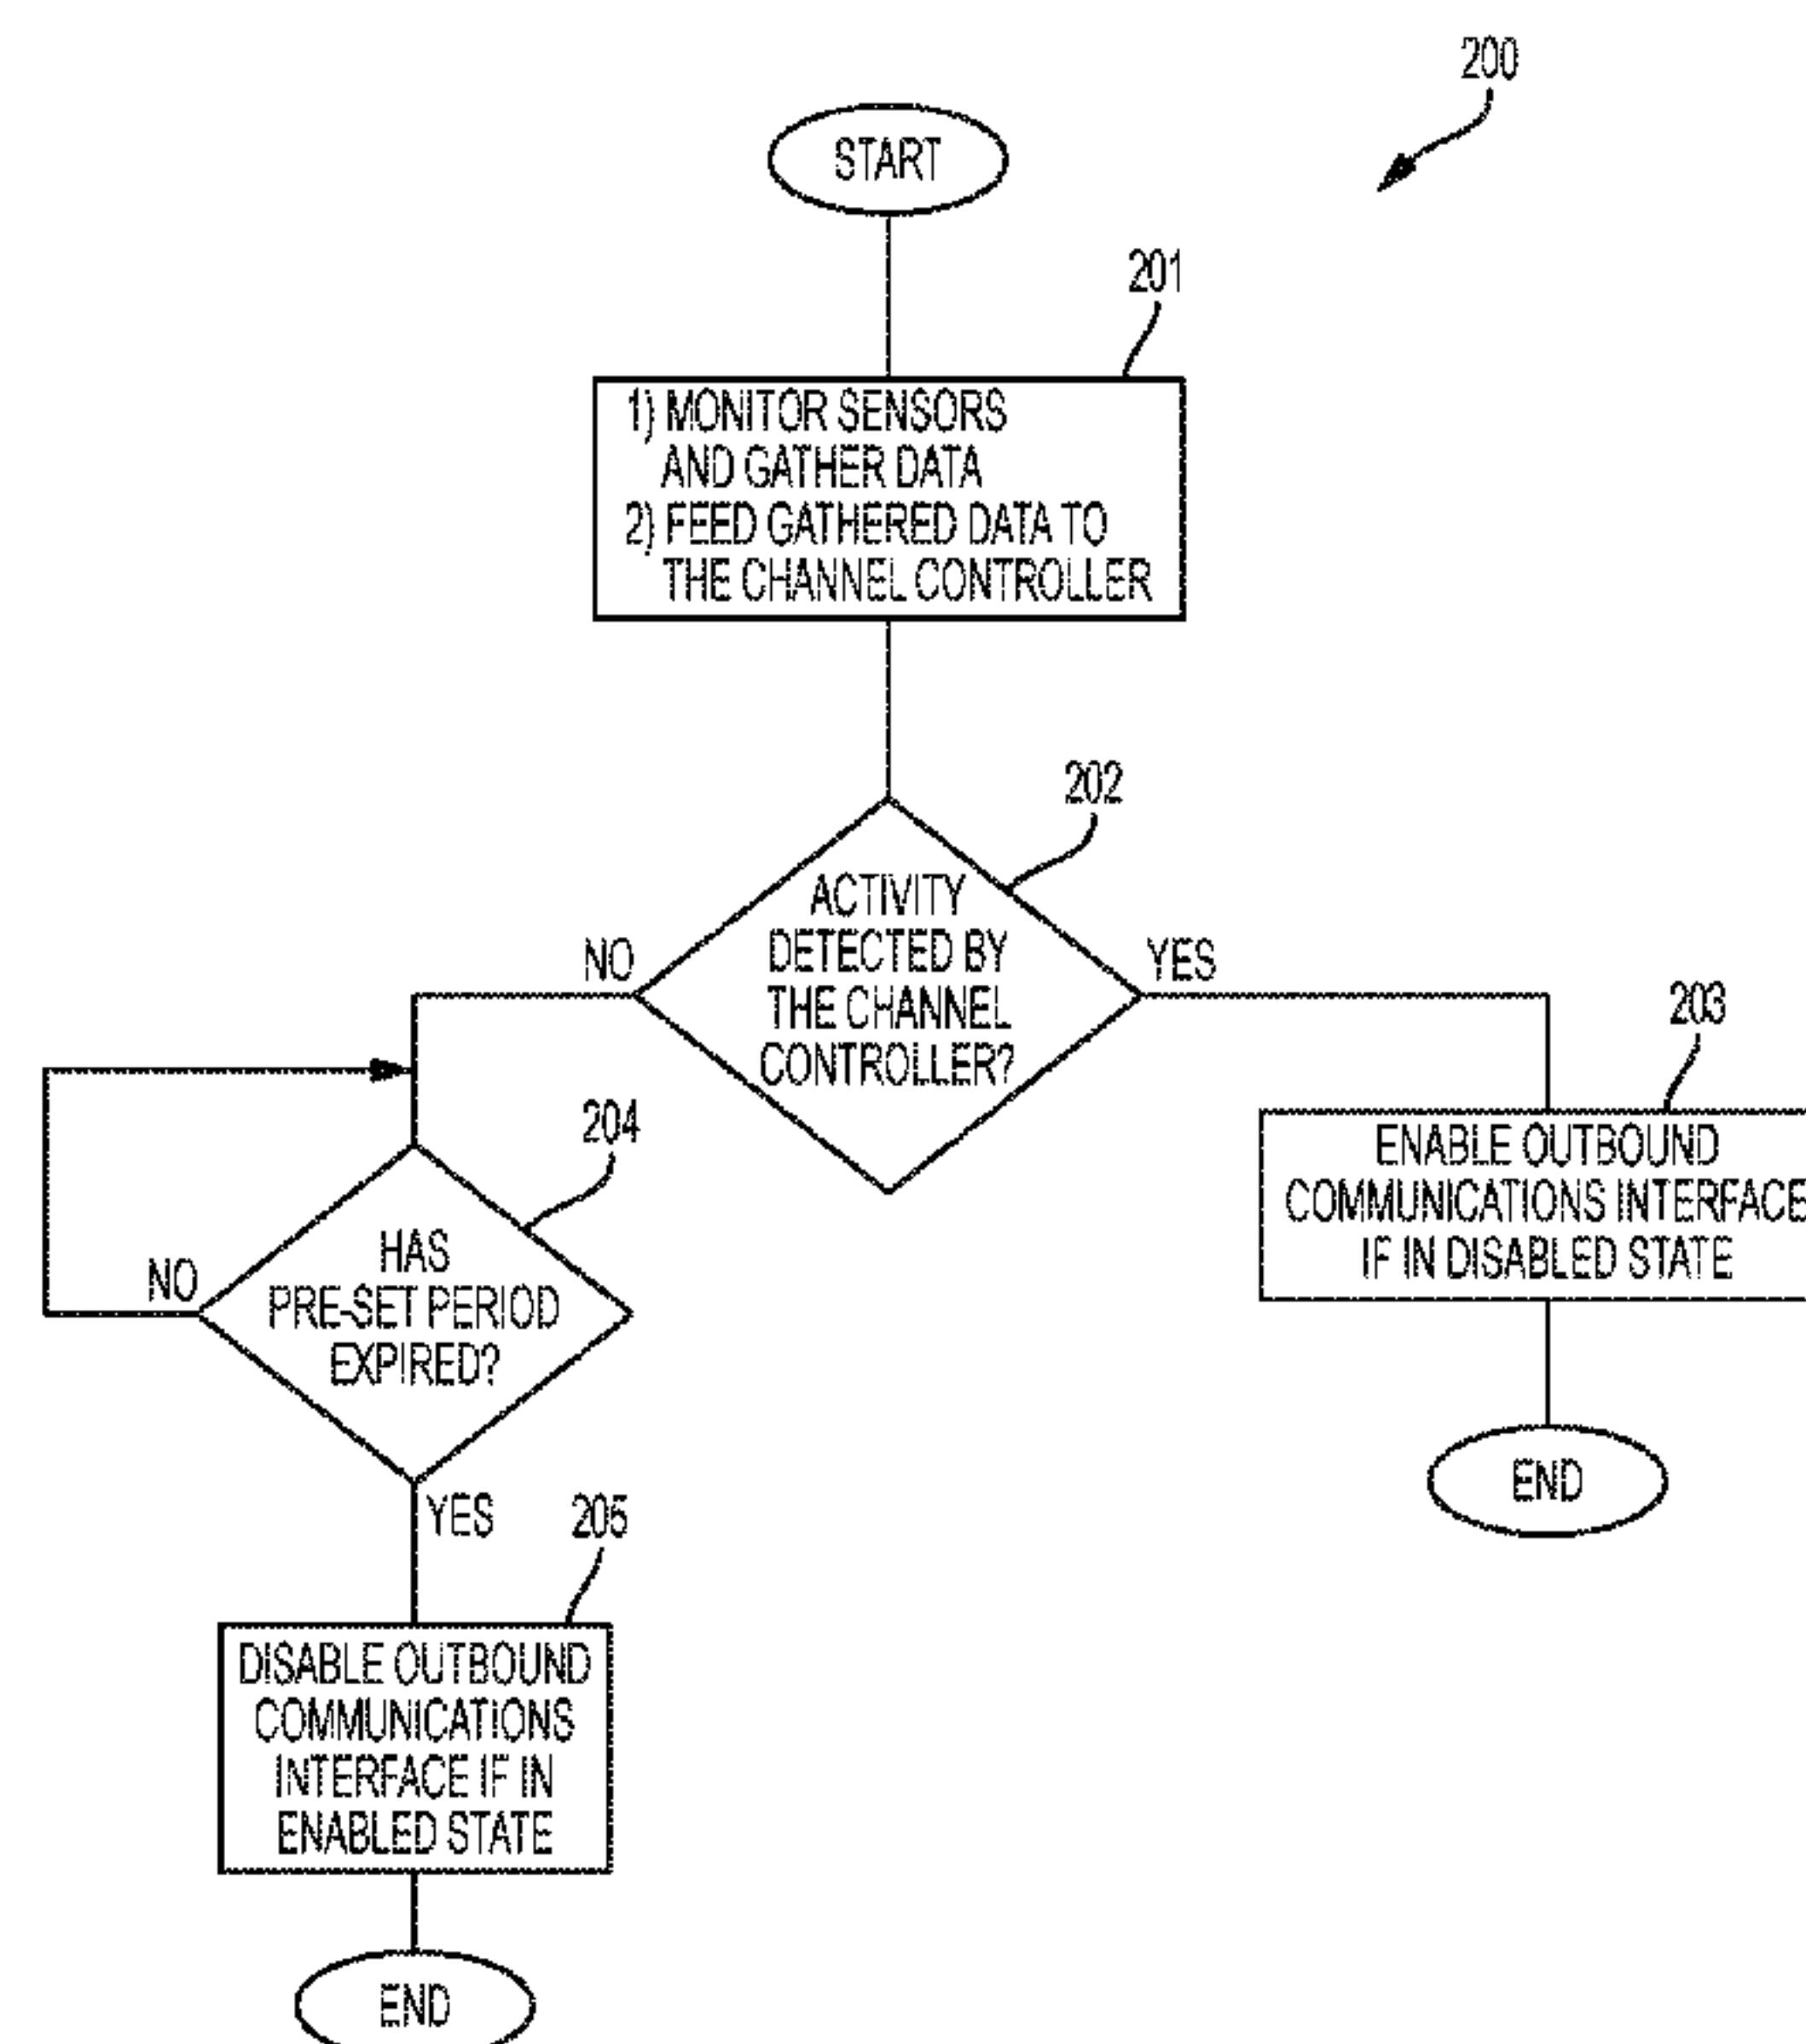 200
START
201
1) MONITOR SENSORS
AND GATHER DATA
2) FEED GATHERED DATA TO
THE CHANNEL CONTROLLER
202
ACTIVITY
DETECTED BY
THE CHANNEL
CONTROLLER?
NO
YES
203
ENABLE OUTBOUND
COMMUNICATIONS INTERFACE
IF IN DISABLED STATE
END
204
HAS
PRE-SET PERIOD
EXPIRED?
NO
YES
205
DISABLE OUTBOUND
COMMUNICATIONS
INTERFACE IF IN
ENABLED STATE
END